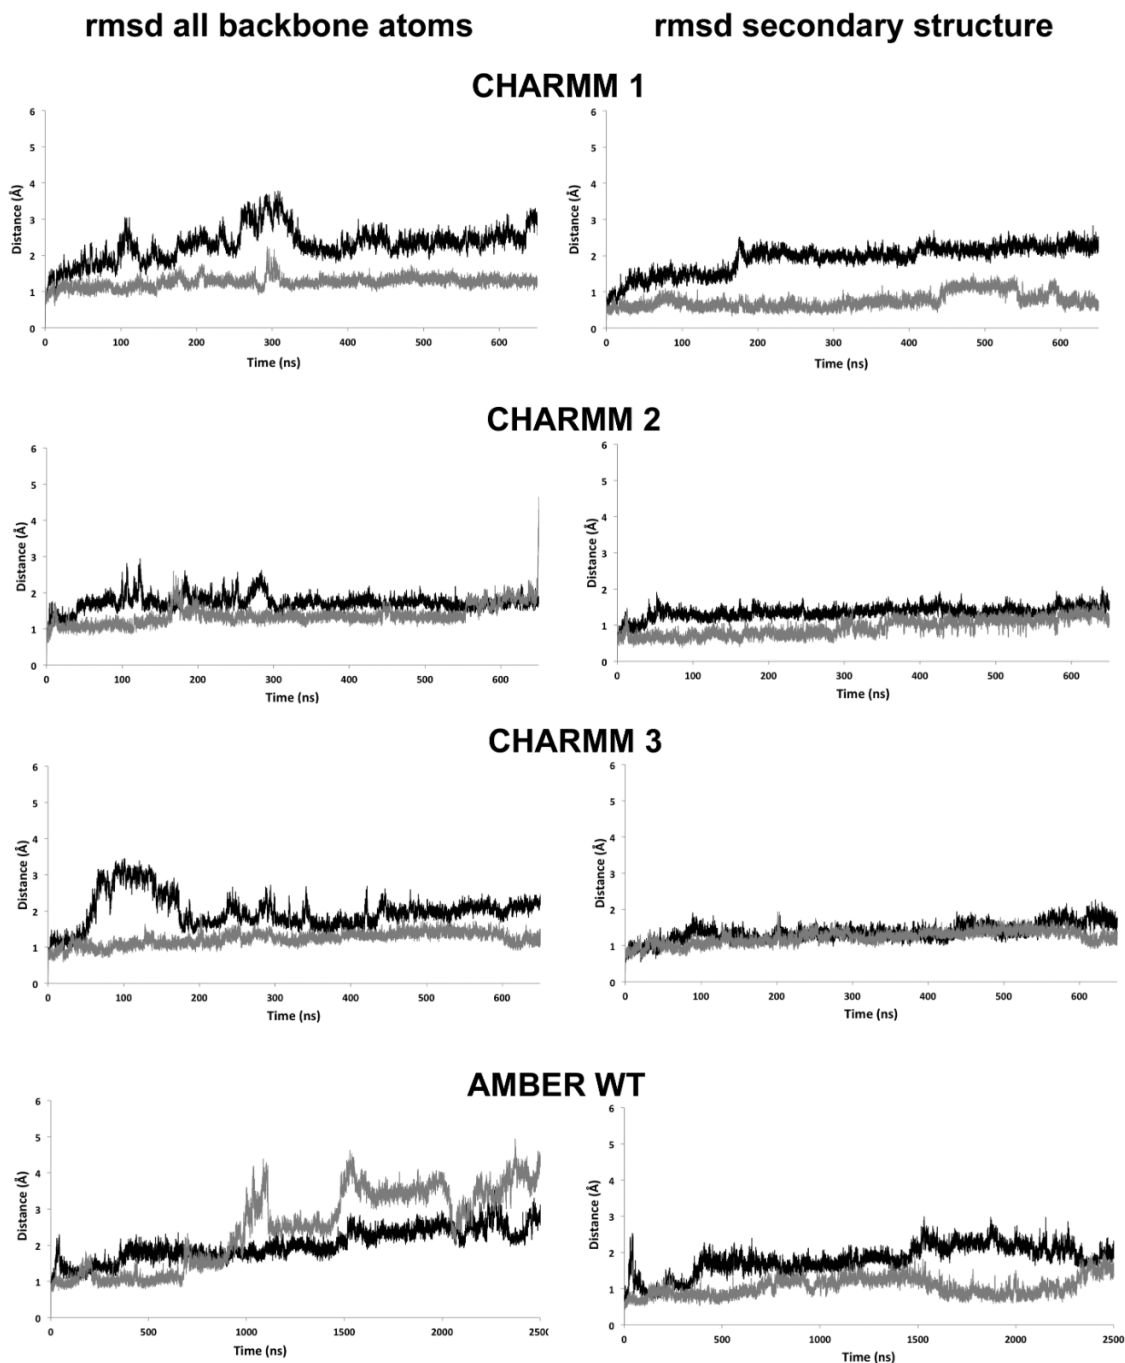 rmsd all backbone atoms
rmsd secondary structure
CHARMM 1
6
5
4
3
2
1
0
Distance (Å)
0 100 200 300 400 500 600
Time (ns)
6
5
4
3
2
1
0
Distance (Å)
0 100 200 300 400 500 600
Time (ns)
CHARMM 2
6
5
4
3
2
1
0
Distance (Å)
0 100 200 300 400 500 600
Time (ns)
6
5
4
3
2
1
0
Distance (Å)
0 100 200 300 400 500 600
Time (ns)
CHARMM 3
6
5
4
3
2
1
0
Distance (Å)
0 100 200 300 400 500 600
Time (ns)
6
5
4
3
2
1
0
Distance (Å)
0 100 200 300 400 500 600
Time (ns)
AMBER WT
6
5
4
3
2
1
0
Distance (Å)
0 500 1000 1500 2000 2500
Time (ns)
6
5
4
3
2
1
0
Distance (Å)
0 500 1000 1500 2000 2500
Time (ns)